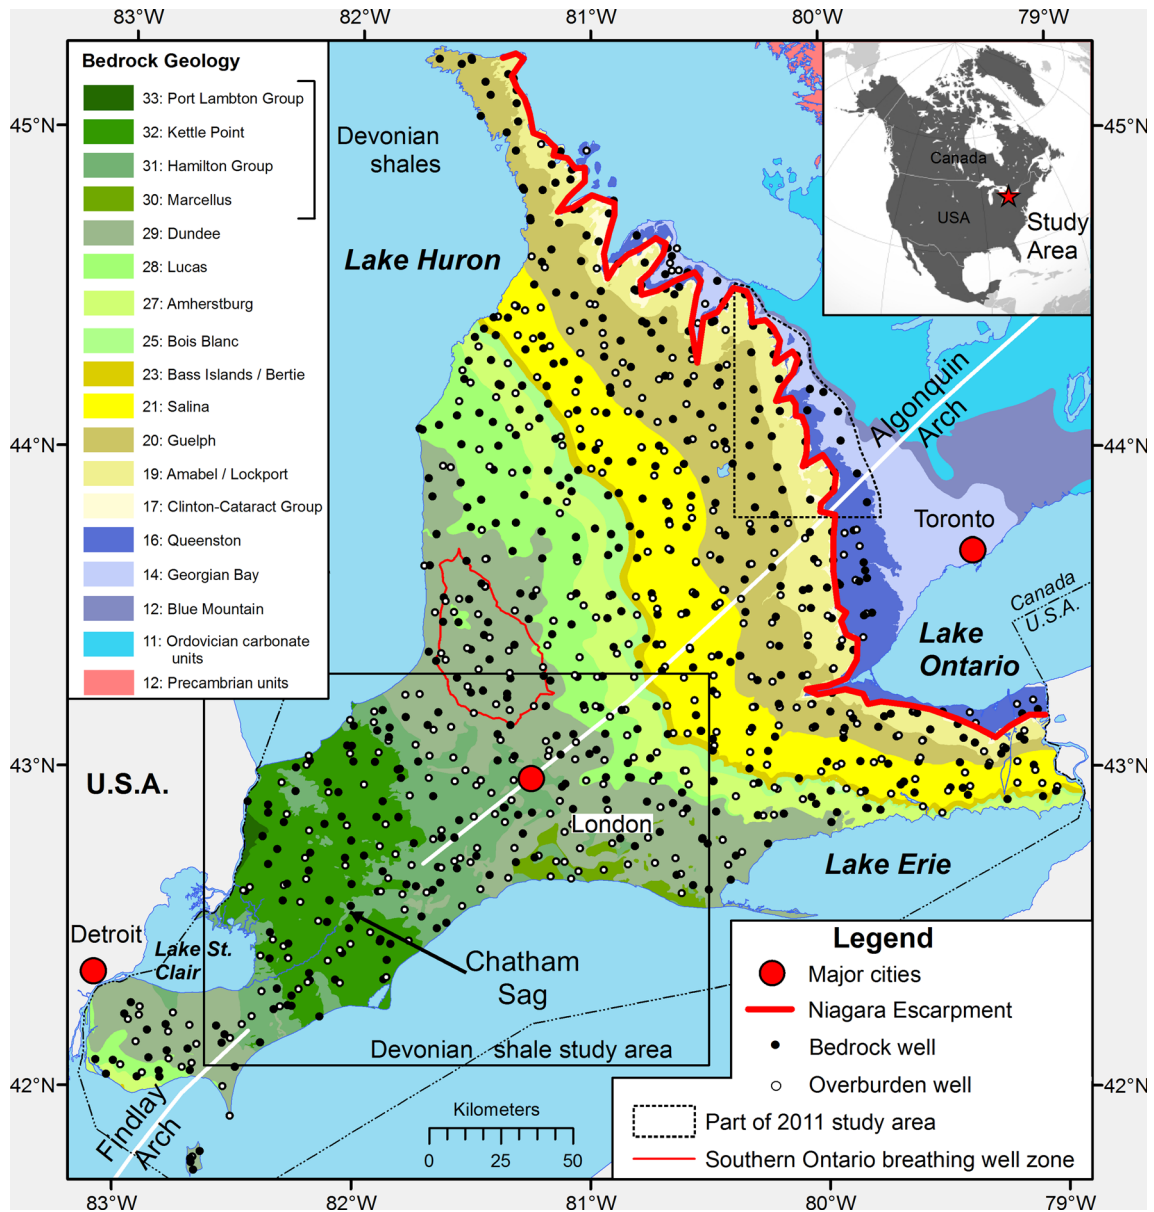 83°W
82°W
81°W
80°W
79°W
Bedrock Geology
33: Port Lambton Group
32: Kettle Point
31: Hamilton Group
30: Marcellus
29: Dundee
28: Lucas
27: Amherstburg
25: Bois Blanc
23: Bass Islands / Bertie
21: Salina
20: Guelph
19: Amabel / Lockport
17: Clinton-Cataract Group
16: Queenston
14: Georgian Bay
12: Blue Mountain
11: Ordovician carbonate
units
12: Precambrian units
45°N
45°N
Devonian
shales
Canada
USA
Study
Area
Lake Huron
Algonquin
Arch
44°N
44°N
Toronto
Canada
U.S.A.
Lake
Ontario
43°N
43°N
U.S.A.
London
Lake Erie
Detroit
Lake St.
Clair
Chatham
Sag
Devonian shale study area
42°N
42°N
Findlay
Arch
Kilometers
0 25 50
Legend
Major cities
Niagara Escarpment
Bedrock well
Overburden well
Part of 2011 study area
Southern Ontario breathing well zone
83°W
82°W
81°W
80°W
79°W